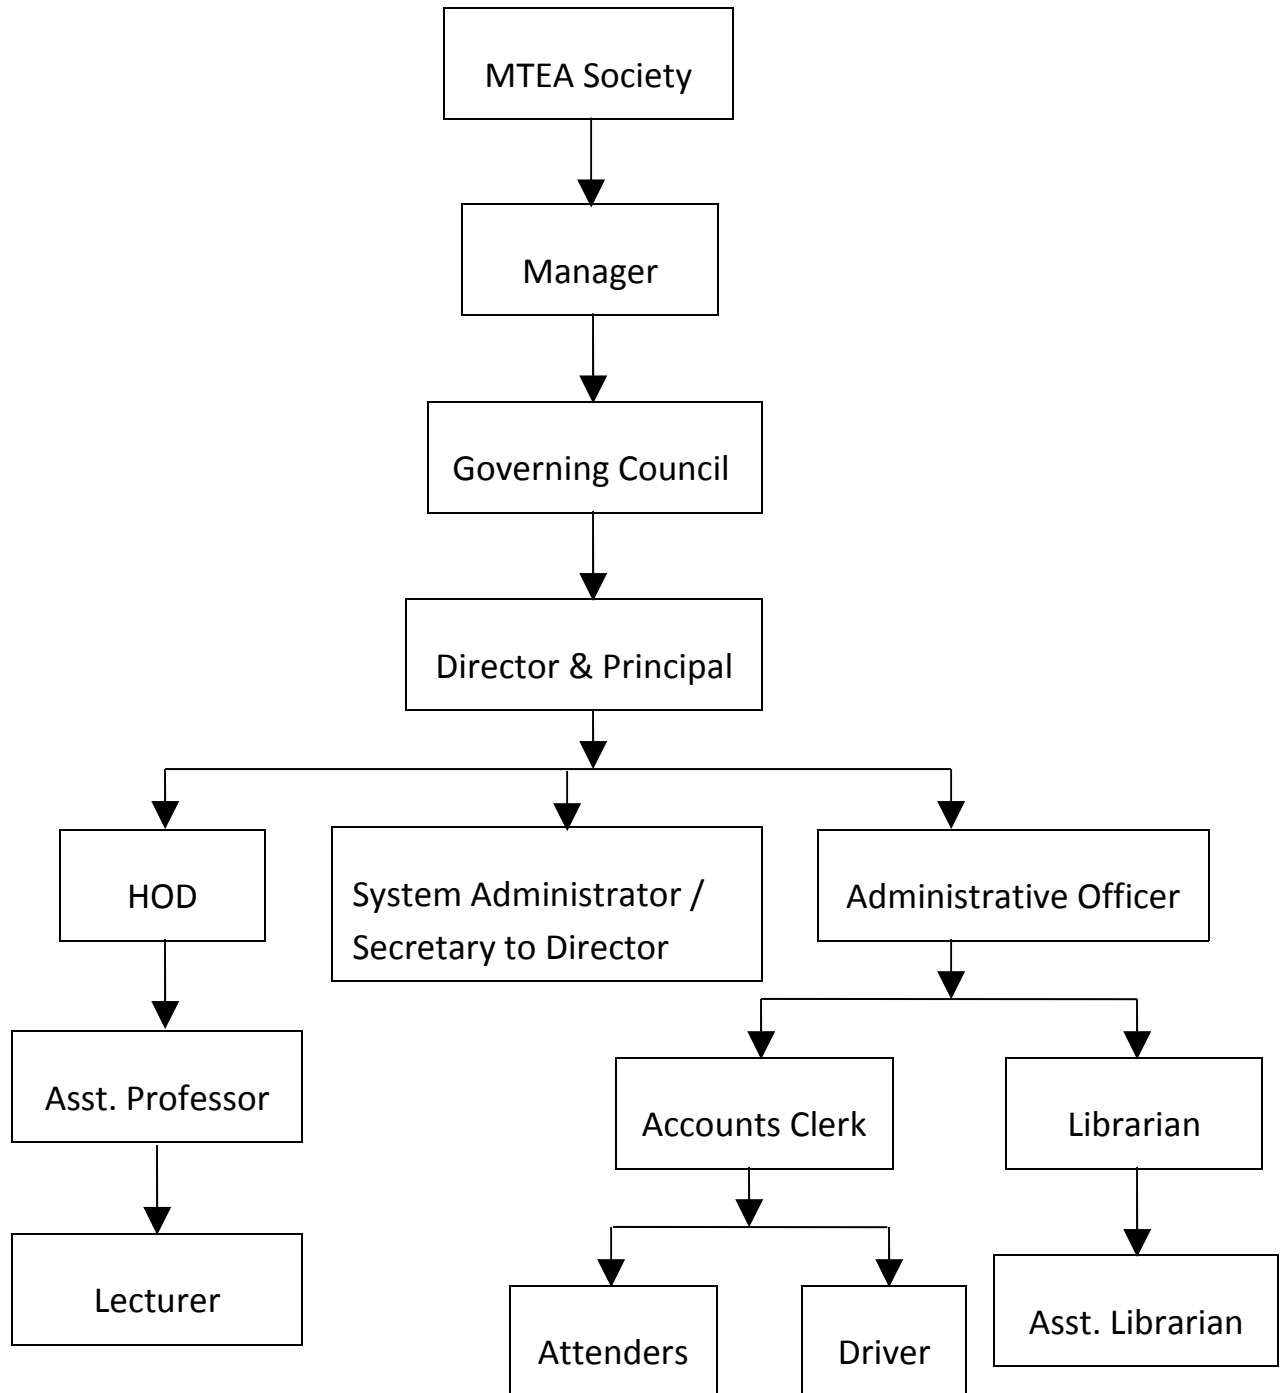 MTEA Society
Manager
Governing Council
Director & Principal
HOD
System Administrator /
Secretary to Director
Administrative Officer
Asst. Professor
Accounts Clerk
Librarian
Lecturer
Attenders
Driver
Asst. Librarian